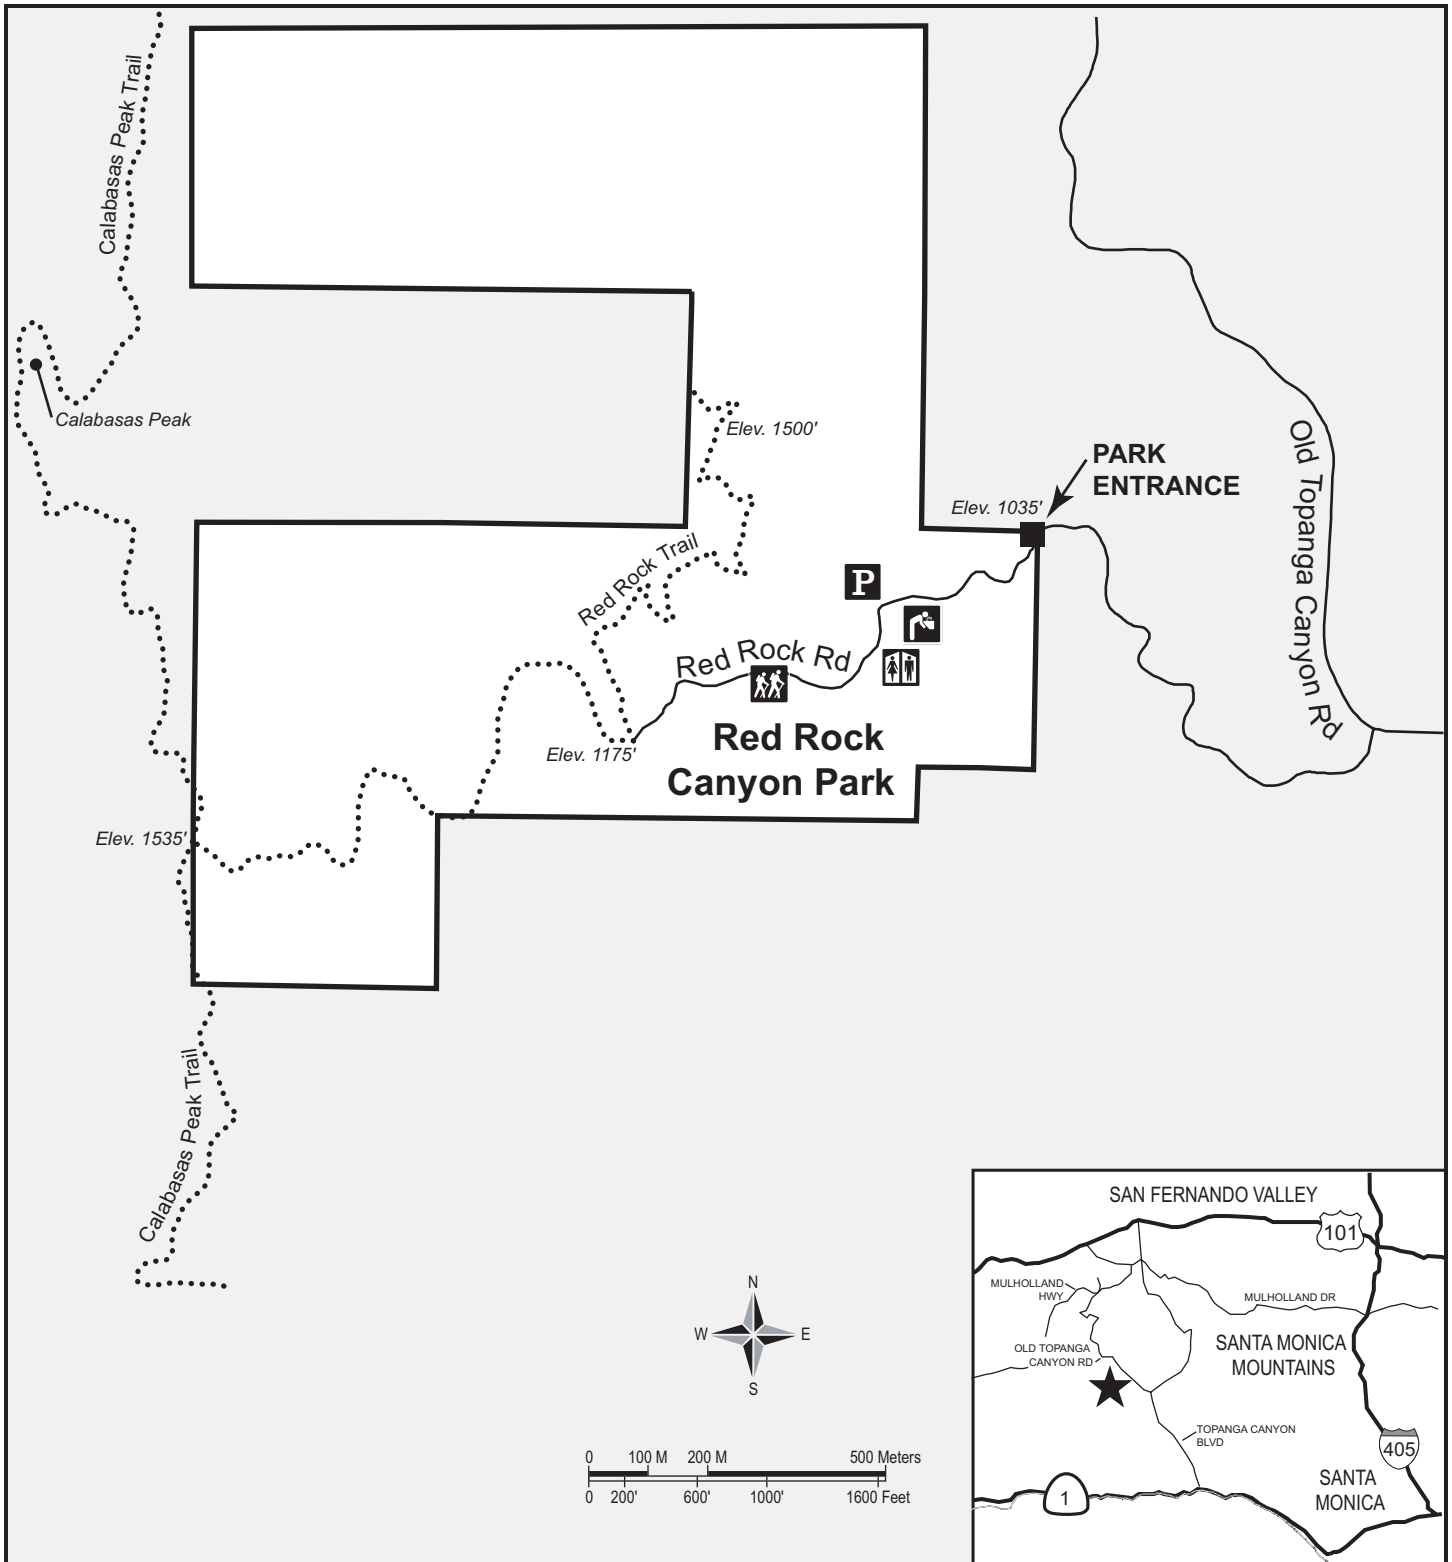 Calabasas Peak Trail
Calabasas Peak
Elev. 1500'
PARK
ENTRANCE
Elev. 1035'
Old Topanga Canyon Rd
Red Rock Trail
P
Red Rock Rd
Elev. 1175'
Red Rock
Canyon Park
Elev. 1535'
Calabasas Peak Trail
N
W
E
S
0
100 M
200 M
500 Meters
0
200'
600'
1000'
1600 Feet
SAN FERNANDO VALLEY
101
MULHOLLAND
HWY
MULHOLLAND DR
OLD TOPANGA
CANYON RD
SANTA MONICA
MOUNTAINS
TOPANGA CANYON
BLVD
405
SANTA
MONICA
1